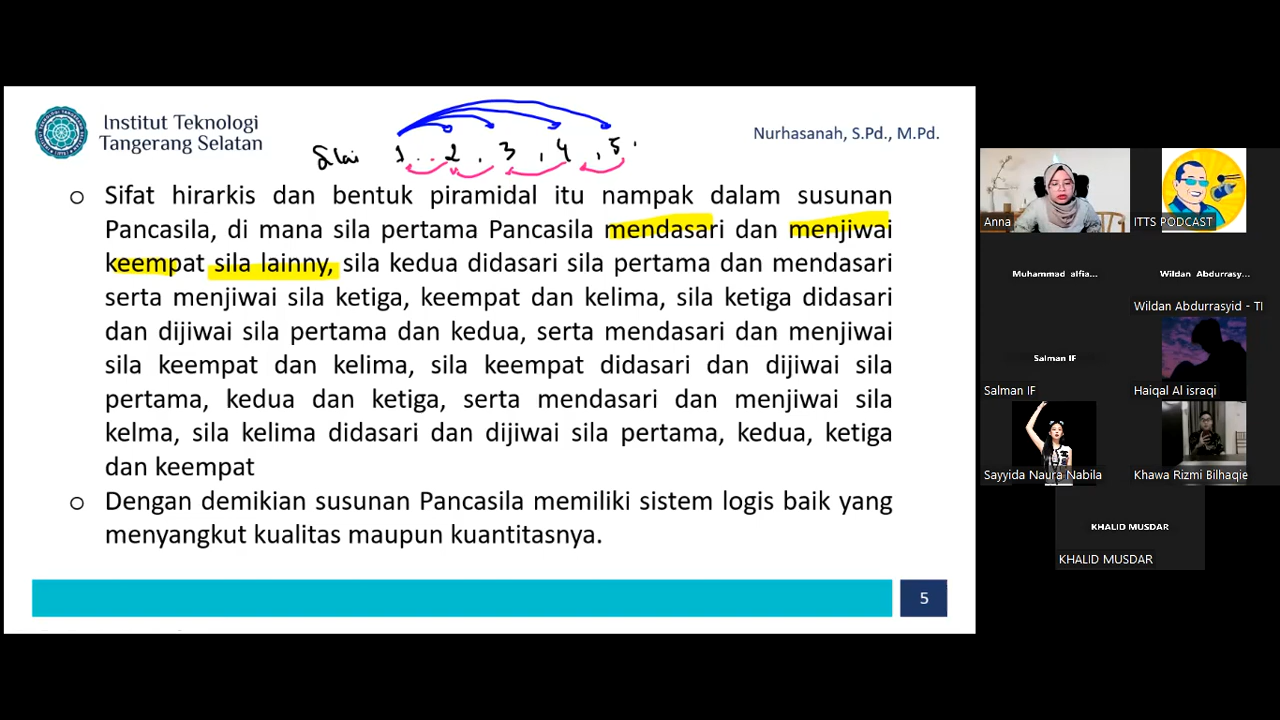 Institut Teknologi
Tangerang Selatan
Nurhasanah, S.Pd., M.Pd.
Silai 1 .. 2 , 3 , 4 , 5 .
o Sifat hirarkis dan bentuk piramidal itu nampak dalam susunan
Pancasila, di mana sila pertama Pancasila mendasari dan menjiwai
keempat sila lainny, sila kedua didasari sila pertama dan mendasari
serta menjiwai sila ketiga, keempat dan kelima, sila ketiga didasari
dan dijiwai sila pertama dan kedua, serta mendasari dan menjiwai
sila keempat dan kelima, sila keempat didasari dan dijiwai sila
pertama, kedua dan ketiga, serta mendasari dan menjiwai sila
kelma, sila kelima didasari dan dijiwai sila pertama, kedua, ketiga
dan keempat
o Dengan demikian susunan Pancasila memiliki sistem logis baik yang
menyangkut kualitas maupun kuantitasnya.
5
Anna
ITTS PODCAST
Muhammad alfia...
Wildan Abdurrasy...
Wildan Abdurrasyid - TI
Salman IF
Salman IF
Haiqal Al israqi
Sayyida Naura Nabila
Khawa Rizmi Bilhaqie
KHALID MUSDAR
KHALID MUSDAR